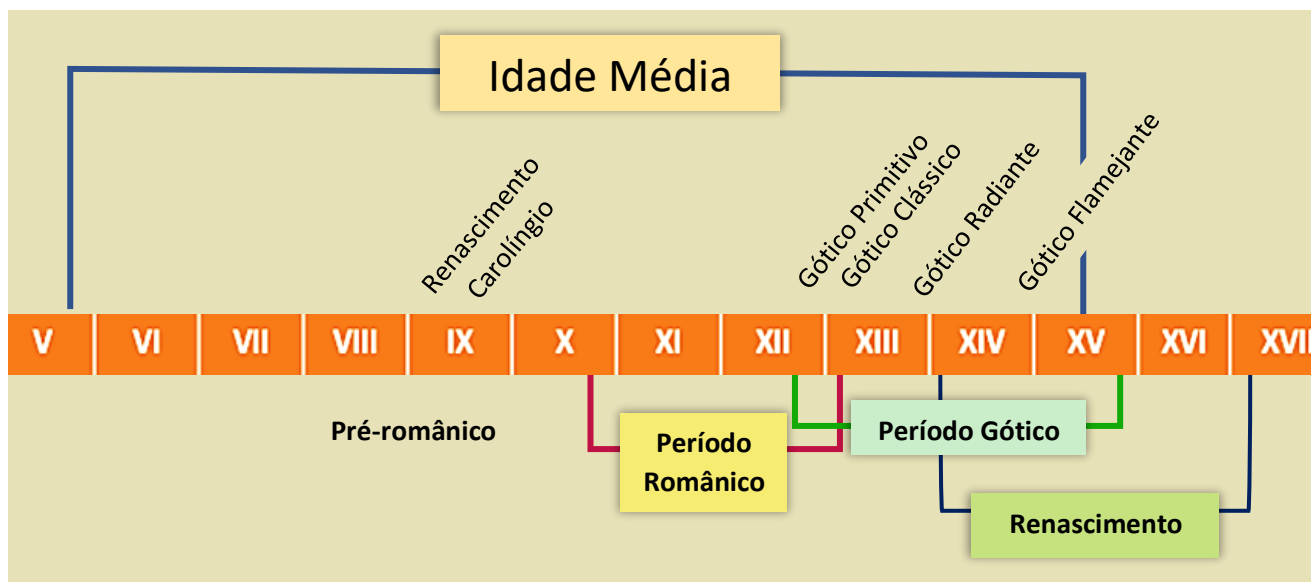 Idade Média
Renascimento
Carolíngio
Gótico Primitivo
Gótico Clássico
Gótico Radiante
Gótico Flamejante
V VI VII VIII IX X XI XII XIII XIV XV XVI XVII
Pré-românico
Período
Românico
Período Gótico
Renascimento